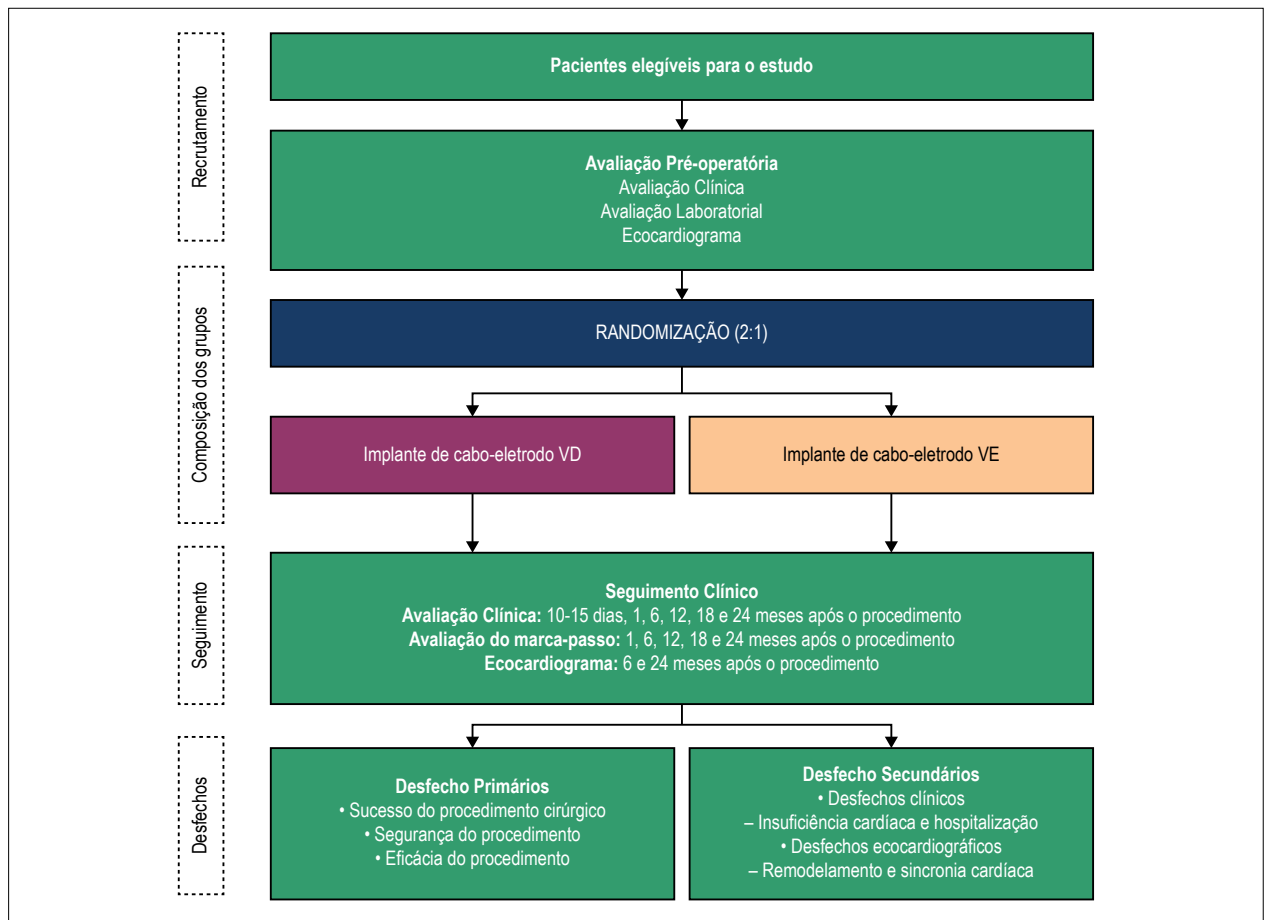 Recrutamento
Pacientes elegíveis para o estudo
Avaliação Pré-operatória
Avaliação Clínica
Avaliação Laboratorial
Ecocardiograma
Composição dos grupos
RANDOMIZAÇÃO (2:1)
Implante de cabo-eletrodo VD
Implante de cabo-eletrodo VE
Seguimento
Seguimento Clínico
Avaliação Clínica: 10-15 dias, 1, 6, 12, 18 e 24 meses após o procedimento
Avaliação do marca-passo: 1, 6, 12, 18 e 24 meses após o procedimento
Ecocardiograma: 6 e 24 meses após o procedimento
Desfechos
Desfecho Primários
• Sucesso do procedimento cirúrgico
• Segurança do procedimento
• Eficácia do procedimento
Desfecho Secundários
• Desfechos clínicos
– Insuficiência cardíaca e hospitalização
• Desfechos ecocardiográficos
– Remodelamento e sincronia cardíaca